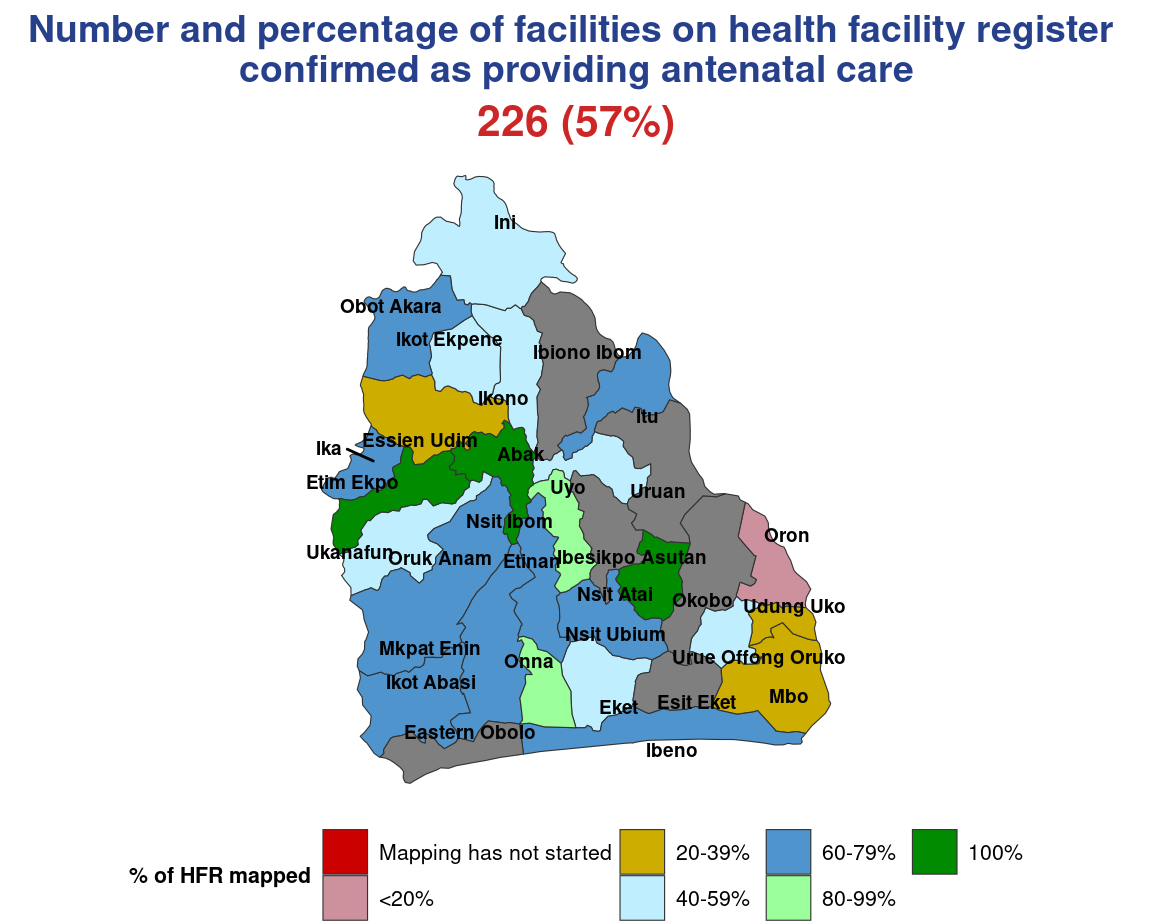 Number and percentage of facilities on health facility register
confirmed as providing antenatal care
226 (57%)
Ini
Obot Akara
Ikot Ekpene
Ibiono Ibom
Ikono
Itu
Essien Udim
Ika
Abak
Etim Ekpo
Uyo
Uruan
Nsit Ibom
Oron
Ukanafun
Oruk Anam
Etinan
Ibesikpo Asutan
Nsit Atai
Okobo
Udung Uko
Nsit Ubium
Mkpat Enin
Onna
Urue Offong Oruko
Ikot Abasi
Mbo
Esit Eket
Eket
Eastern Obolo
Ibeno
% of HFR mapped
Mapping has not started
<20%
20-39%
40-59%
60-79%
80-99%
100%